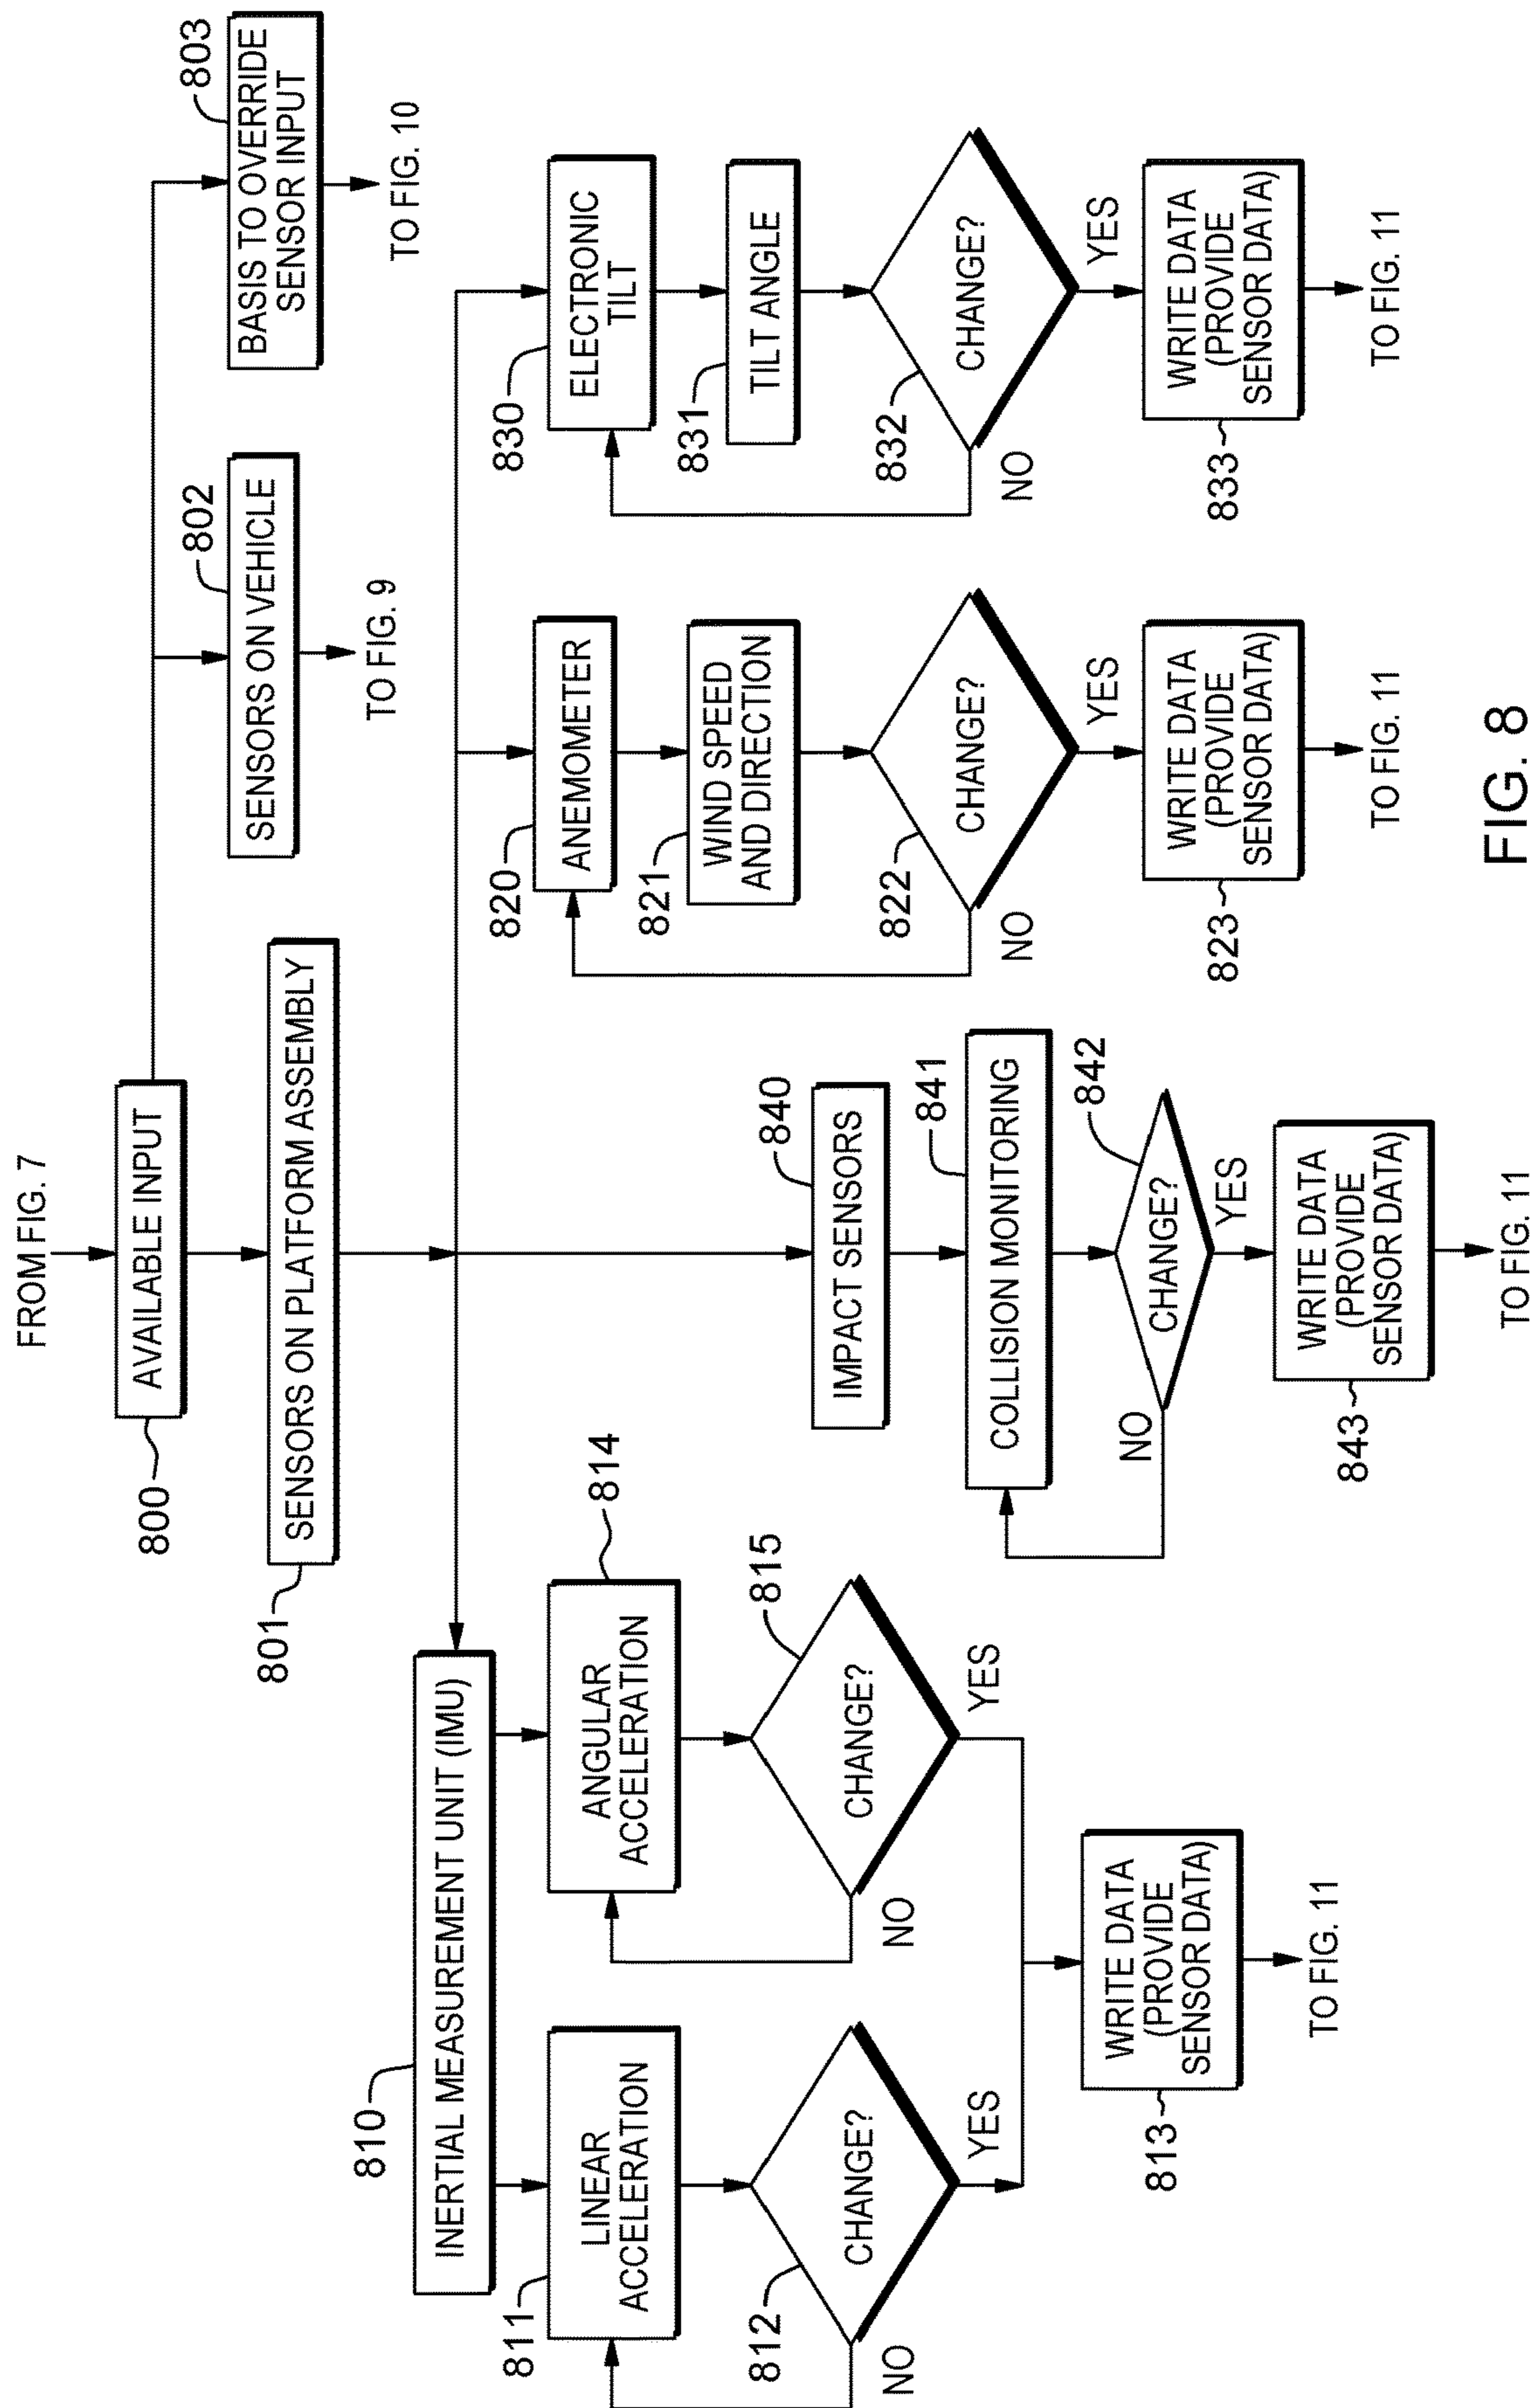 FROM FIG. 7
800
AVAILABLE INPUT
801
SENSORS ON PLATFORM ASSEMBLY
802
SENSORS ON VEHICLE
TO FIG. 9
803
BASIS TO OVERRIDE
SENSOR INPUT
TO FIG. 10
810
INERTIAL MEASUREMENT UNIT (IMU)
811
LINEAR
ACCELERATION
812
CHANGE?
NO
YES
814
ANGULAR
ACCELERATION
815
CHANGE?
NO
YES
813
WRITE DATA
(PROVIDE
SENSOR DATA)
TO FIG. 11
840
IMPACT SENSORS
841
COLLISION MONITORING
842
CHANGE?
NO
YES
843
WRITE DATA
(PROVIDE
SENSOR DATA)
TO FIG. 11
820
ANEMOMETER
821
WIND SPEED
AND DIRECTION
822
CHANGE?
NO
YES
823
WRITE DATA
(PROVIDE
SENSOR DATA)
TO FIG. 11
830
ELECTRONIC
TILT
831
TILT ANGLE
832
CHANGE?
NO
YES
833
WRITE DATA
(PROVIDE
SENSOR DATA)
TO FIG. 11
FIG. 8